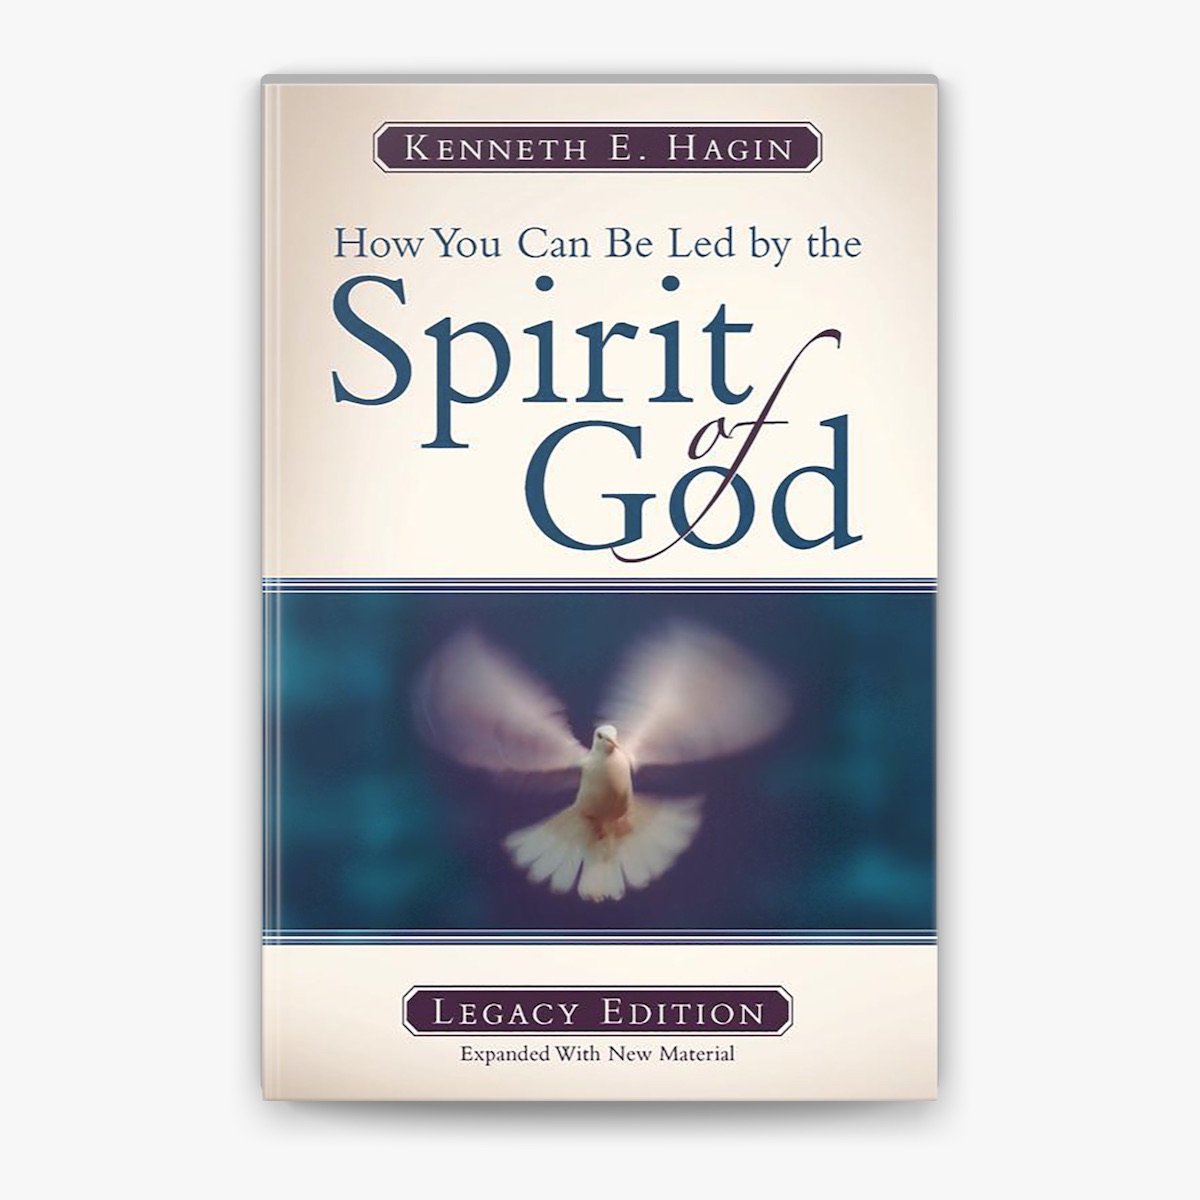 KENNETH E. HAGIN
How You Can Be Led by the
Spirit
of
God
LEGACY EDITION
Expanded With New Material